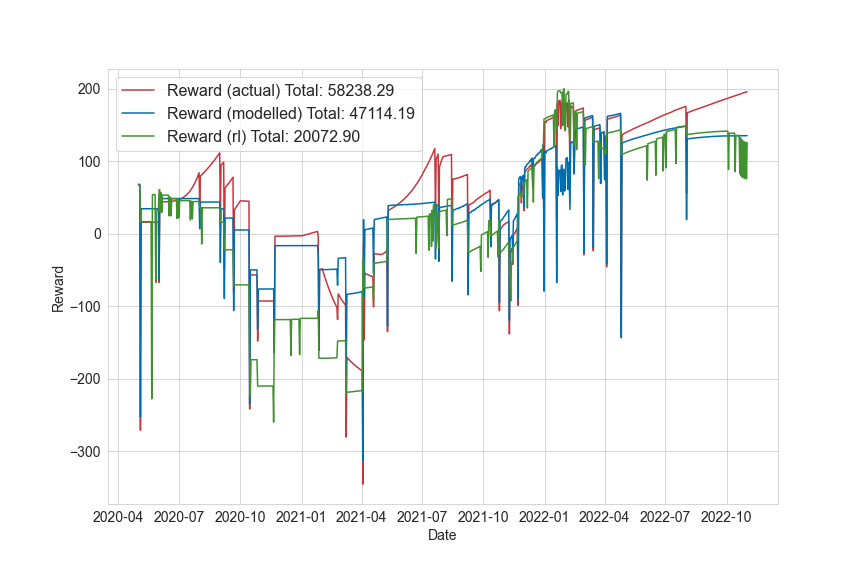 Reward (actual) Total: 58238.29
Reward (modelled) Total: 47114.19
Reward (rl) Total: 20072.90
200
100
0
−100
−200
−300
Reward
2020-04 2020-07 2020-10 2021-01 2021-04 2021-07 2021-10 2022-01 2022-04 2022-07 2022-10
Date